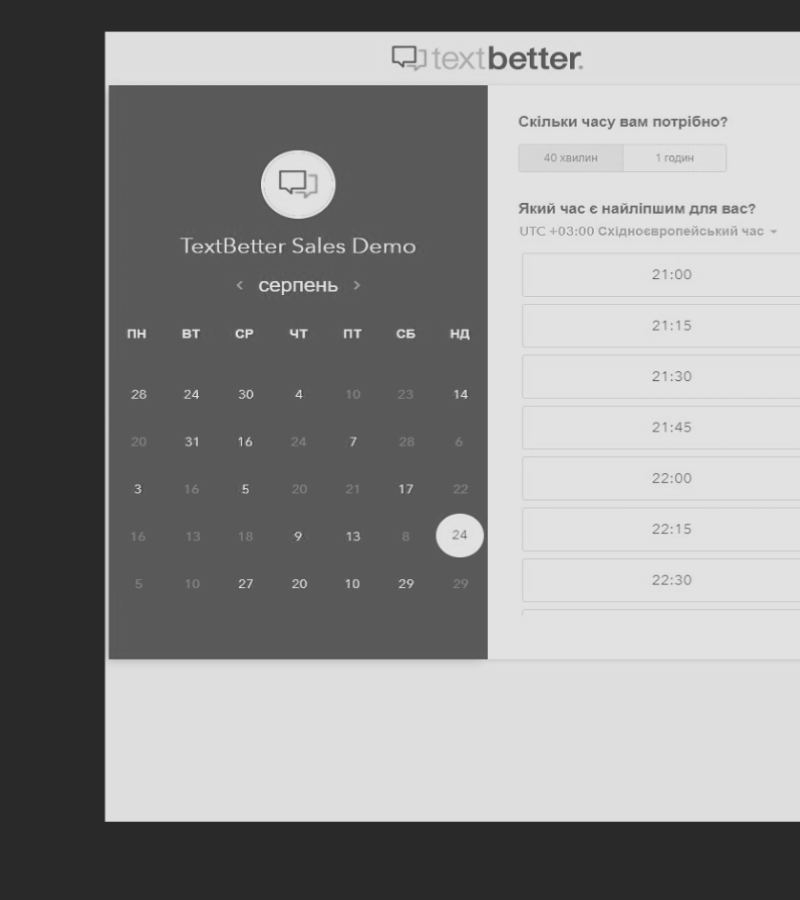 textbetter.
TextBetter Sales Demo
‹ серпень ›
ПН ВТ СР ЧТ ПТ СБ НД
28 24 30 4 10 23 14
20 31 16 24 7 28 6
3 16 5 20 21 17 22
16 13 18 9 13 8 24
5 10 27 20 10 29 29
Скільки часу вам потрібно?
40 хвилин 1 годин
Який час є найліпшим для вас?
UTC +03:00 Східноєвропейський час
21:00
21:15
21:30
21:45
22:00
22:15
22:30